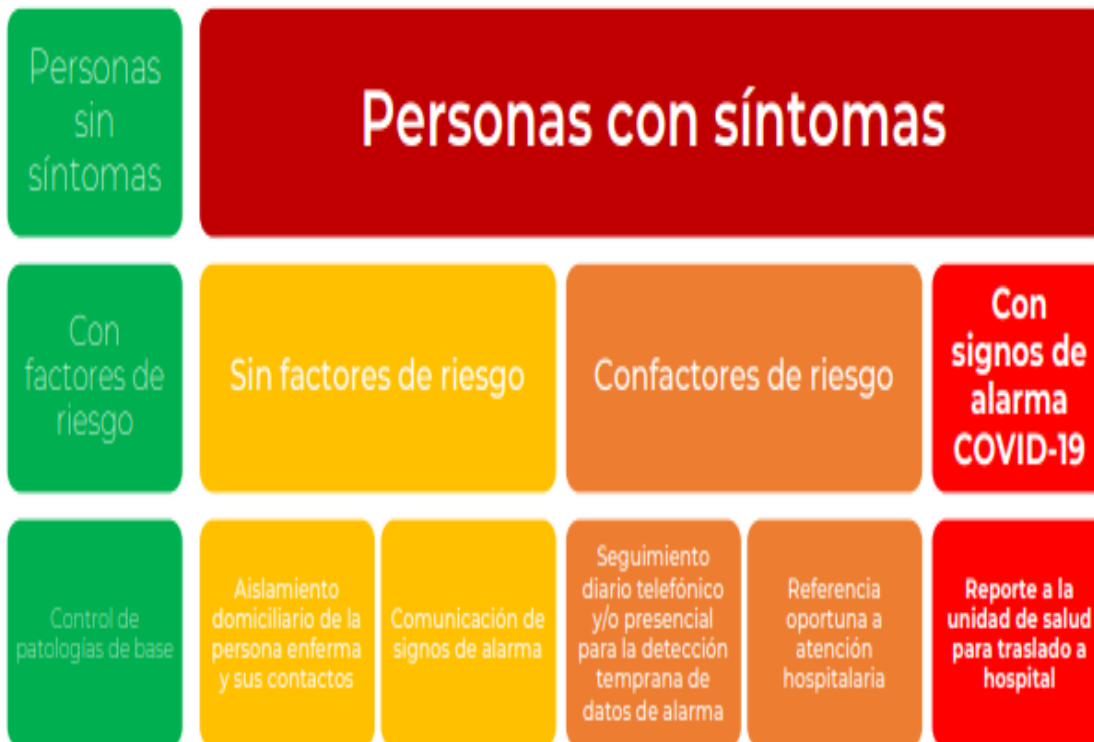 Personas
sin
síntomas
Personas con síntomas
Con
factores de
riesgo
Sin factores de riesgo
Confactores de riesgo
Con
signos de
alarma
COVID-19
Control de
patologías de base
Aislamiento
domiciliario de la
persona enferma
y sus contactos
Comunicación de
signos de alarma
Seguimiento
diario telefónico
y/o presencial
para la detección
temprana de
datos de alarma
Referencia
oportuna a
atención
hospitalaria
Reporte a la
unidad de salud
para traslado a
hospital